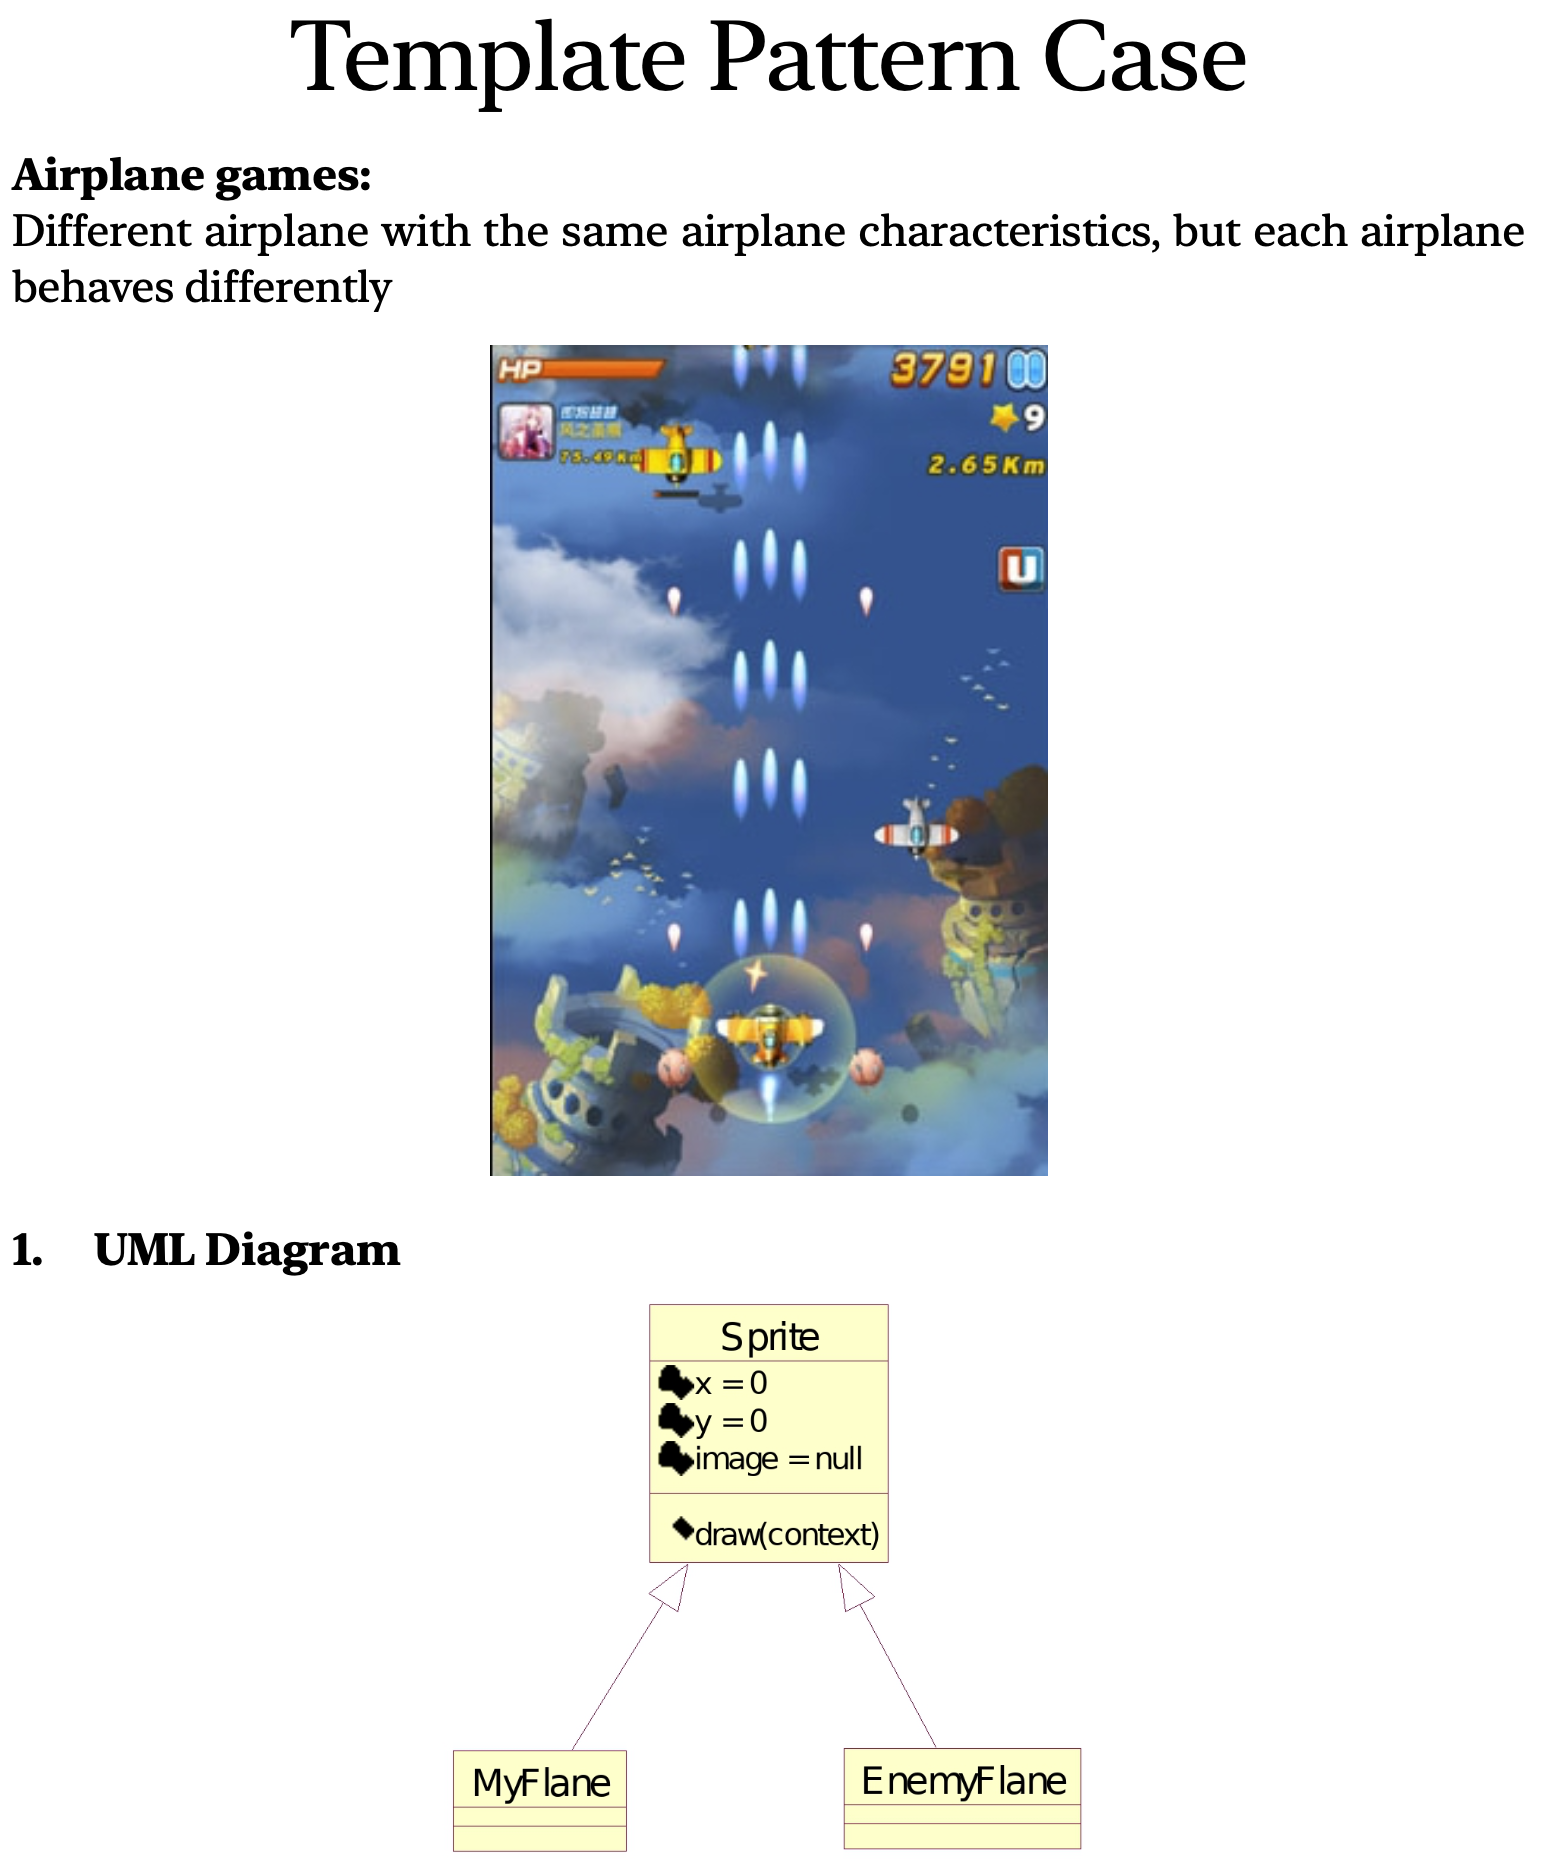 Template Pattern Case
Airplane games:
Different airplane with the same airplane characteristics, but each airplane
behaves differently
HP
3791
9
75.49Km
2.65Km
U
1. UML Diagram
Sprite
x = 0
y = 0
image = null
draw(context)
MyFlane
EnemyFlane